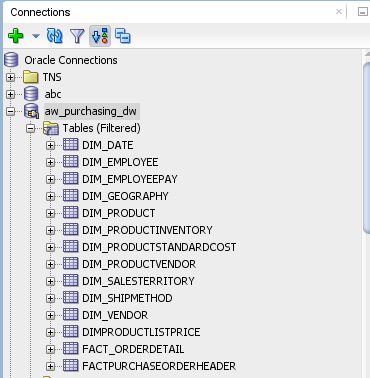 Connections
Oracle Connections
TNS
abc
aw_purchasing_dw
Tables (Filtered)
DIM_DATE
DIM_EMPLOYEE
DIM_EMPLOYEEPAY
DIM_GEOGRAPHY
DIM_PRODUCT
DIM_PRODUCTINVENTORY
DIM_PRODUCTSTANDARDCOST
DIM_PRODUCTVENDOR
DIM_SALESTERRITORY
DIM_SHIPMETHOD
DIM_VENDOR
DIMPRODUCTLISTPRICE
FACT_ORDERDETAIL
FACTPURCHASEORDERHEADER